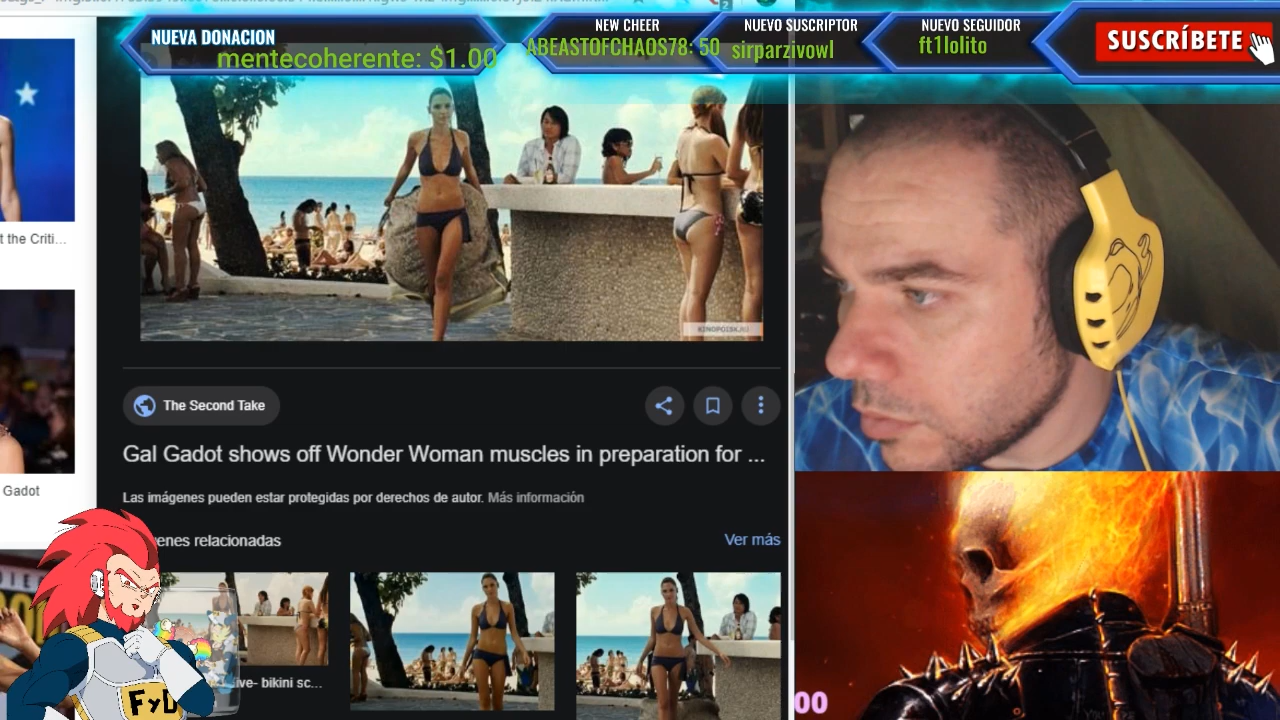 NUEVA DONACION
mentecoherente: $1.00
NEW CHEER
ABEASTOFCHAOS78: 50
NUEVO SUSCRIPTOR
sirparzivowl
NUEVO SEGUIDOR
ft1lolito
SUSCRÍBETE
2
t the Criti...
Gadot
KINOPOISK.RU
The Second Take
Gal Gadot shows off Wonder Woman muscles in preparation for ...
Las imágenes pueden estar protegidas por derechos de autor. Más información
enes relacionadas
Ver más
ive- bikini sc...
FyD
00